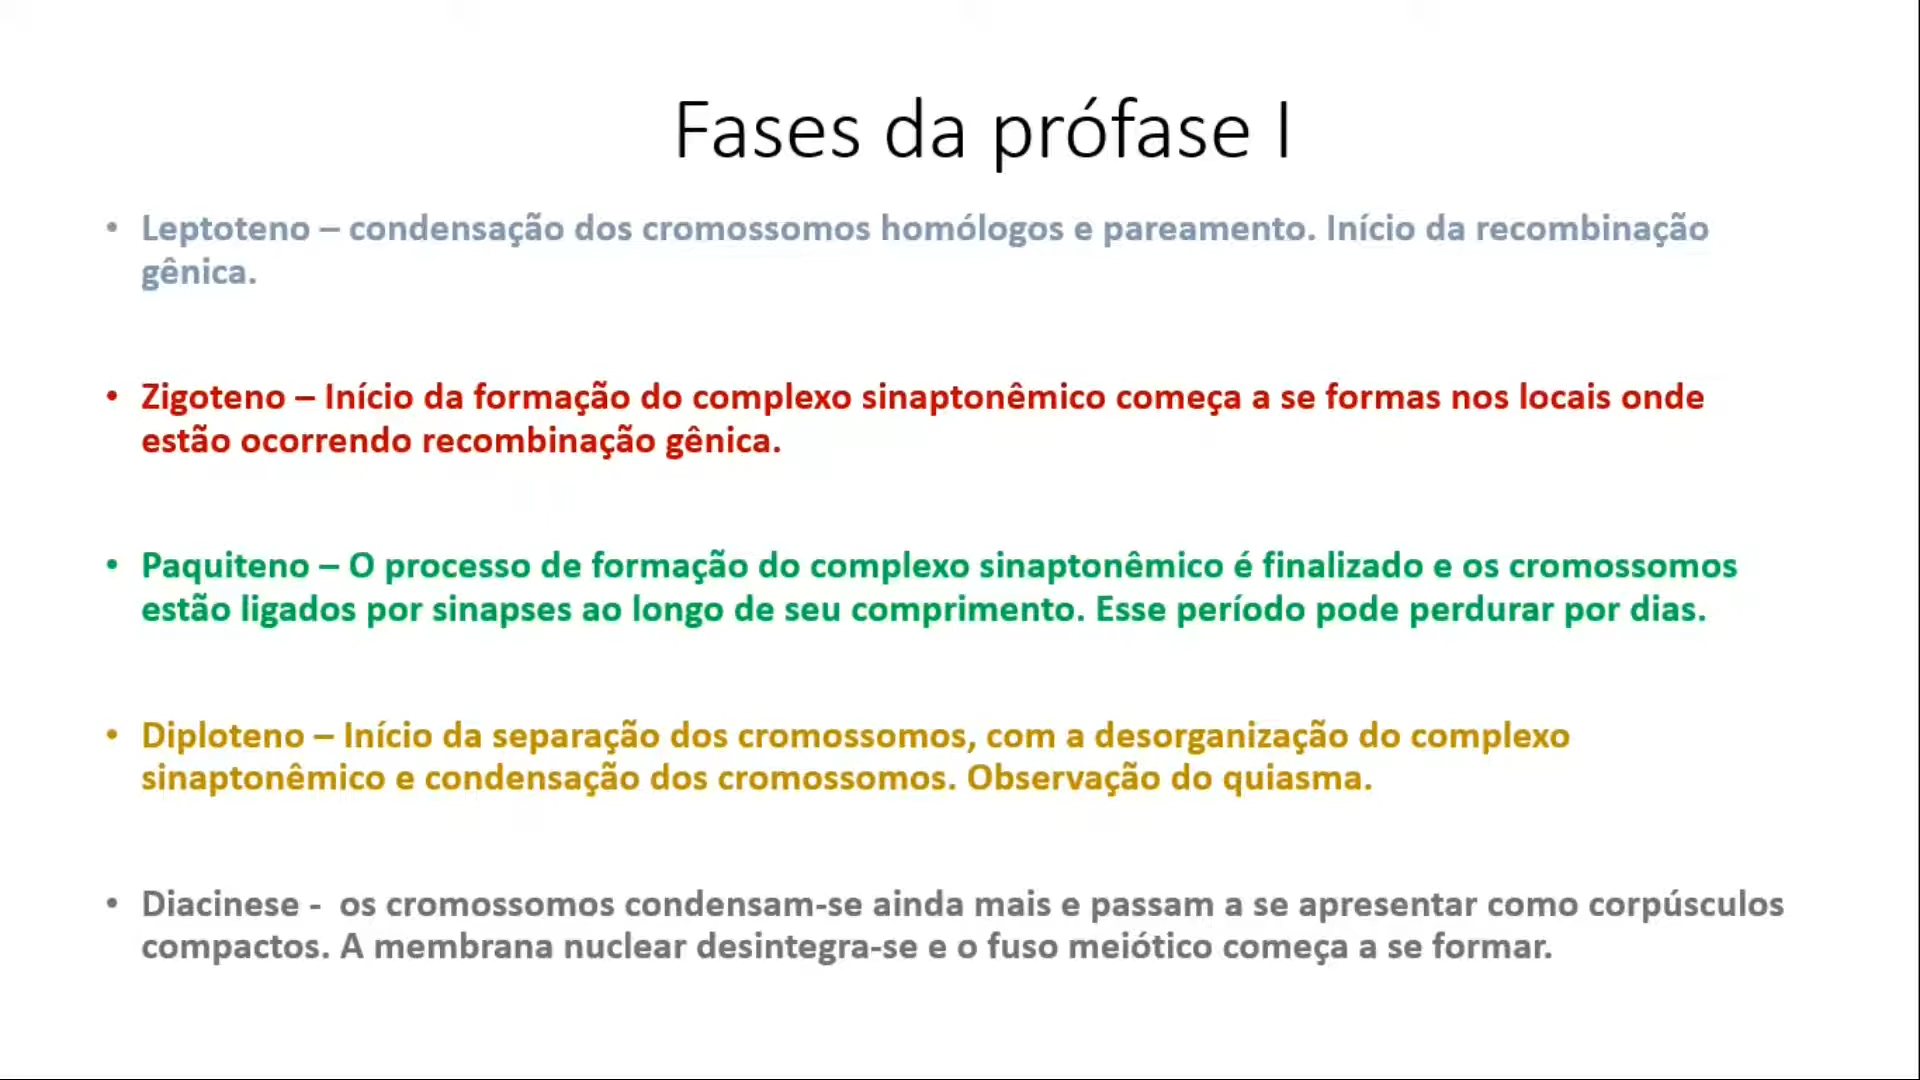 Fases da prófase I
• Leptoteno – condensação dos cromossomos homólogos e pareamento. Início da recombinação
gênica.
• Zigoteno – Início da formação do complexo sinaptonêmico começa a se formas nos locais onde
estão ocorrendo recombinação gênica.
• Paquiteno – O processo de formação do complexo sinaptonêmico é finalizado e os cromossomos
estão ligados por sinapses ao longo de seu comprimento. Esse período pode perdurar por dias.
• Diploteno – Início da separação dos cromossomos, com a desorganização do complexo
sinaptonêmico e condensação dos cromossomos. Observação do quiasma.
• Diacinese -  os cromossomos condensam-se ainda mais e passam a se apresentar como corpúsculos
compactos. A membrana nuclear desintegra-se e o fuso meiótico começa a se formar.